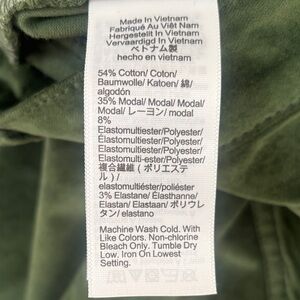 Made In Vietnam
Fabriqué Au Viêt Nam
Hergestellt In Vietnam
Vervaardigd In Vietnam
ベトナム製
hecho en vietnam
54% Cotton/ Coton/
Baumwolle/ Katoen/ 綿/
algodón
35% Modal/ Modal/ Modal/
Modal/ レーヨン/ modal
8%
Elastomultiester/Polyester/
Elastomultiester/Polyester/
Elastomultiester/Polyester/
Elastomulti-ester/Polyester/
複合繊維 (ポリエステ
ル)/
elastomultiéster/poliéster
3% Elastane/ Élasthanne/
Elastan/ Elastaan/ ポリウレ
タン/ elastano
Machine Wash Cold. With
Like Colors. Non-chlorine
Bleach Only. Tumble Dry
Low. Iron On Lowest
Setting.